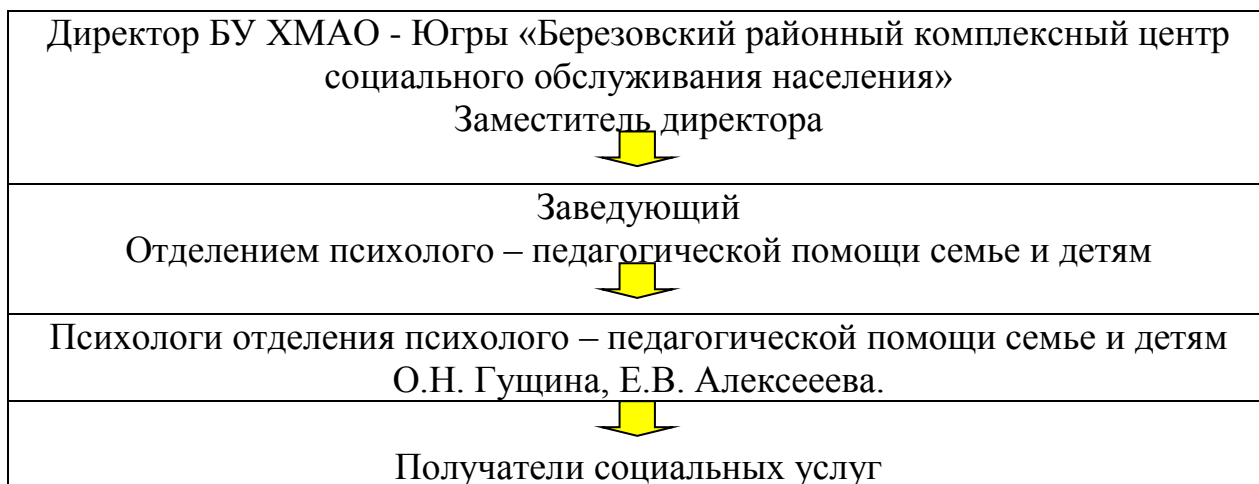 Директор БУ ХМАО - Югры «Березовский районный комплексный центр
социального обслуживания населения»
Заместитель директора
Заведующий
Отделением психолого – педагогической помощи семье и детям
Психологи отделения психолого – педагогической помощи семье и детям
О.Н. Гущина, Е.В. Алексееева.
Получатели социальных услуг